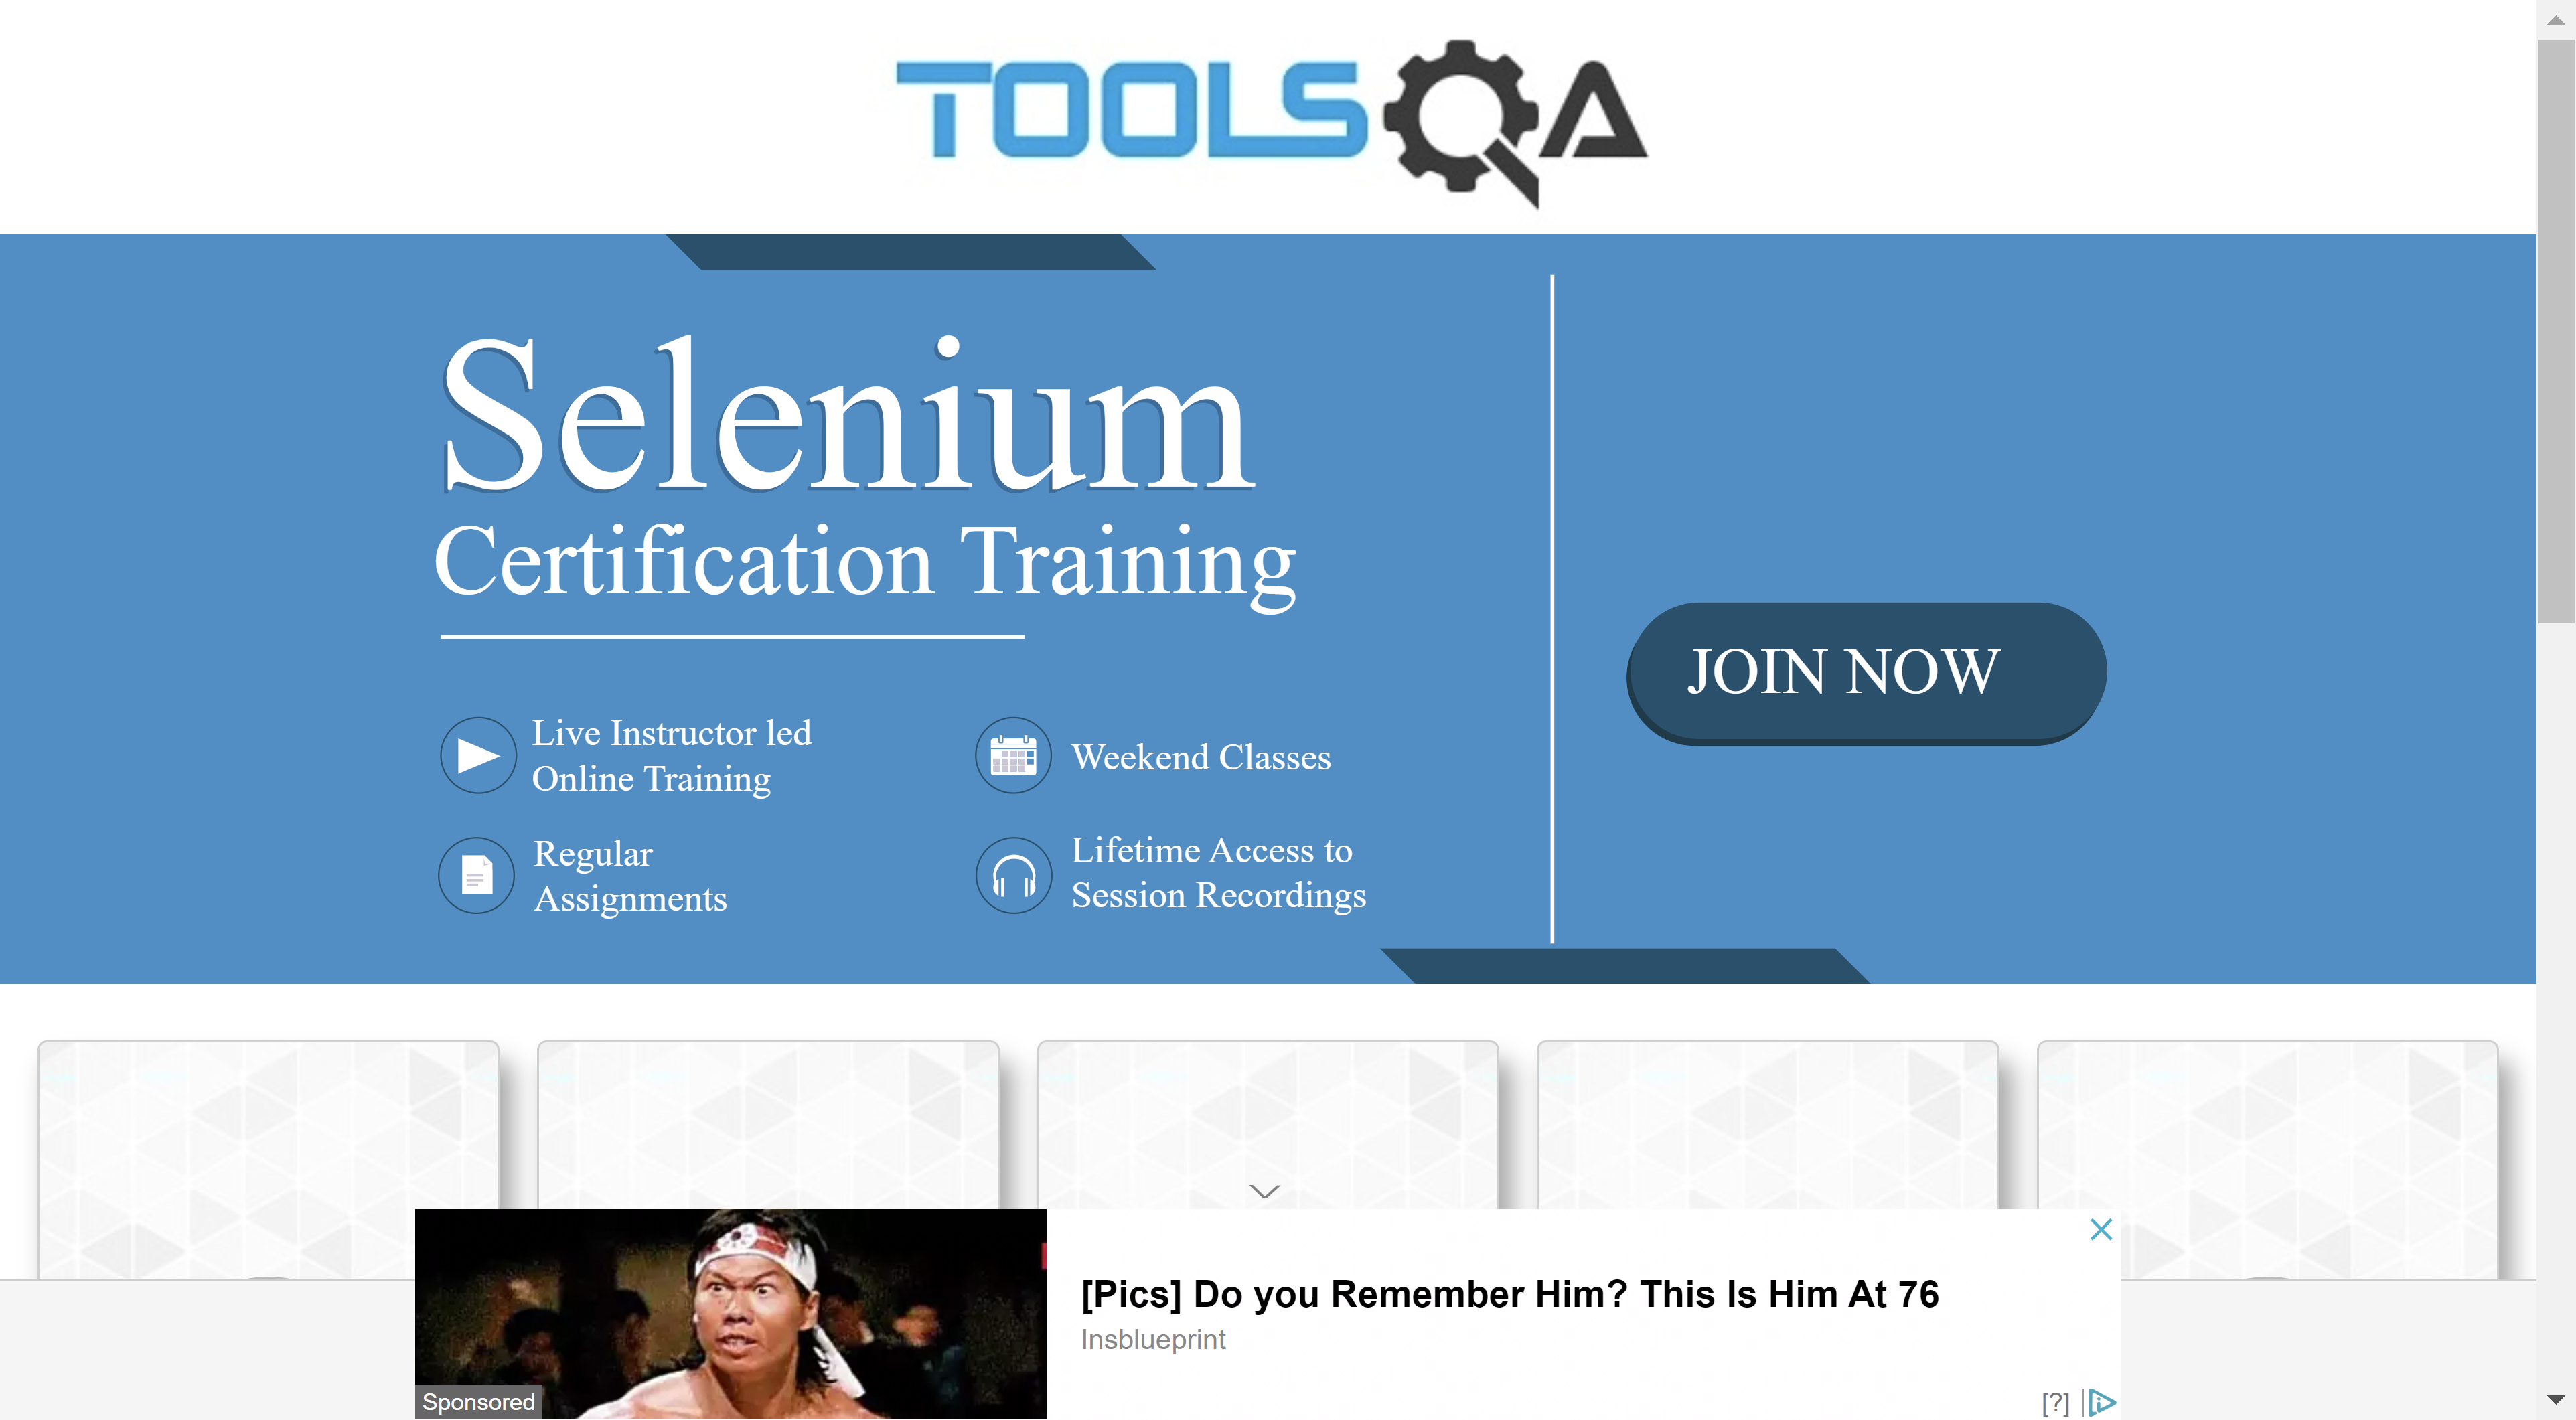 TOOLSQA
Selenium
Certification Training
JOIN NOW
Live Instructor led
Online Training
Weekend Classes
Regular
Assignments
Lifetime Access to
Session Recordings
[Pics] Do you Remember Him? This Is Him At 76
Insblueprint
Sponsored
[?]